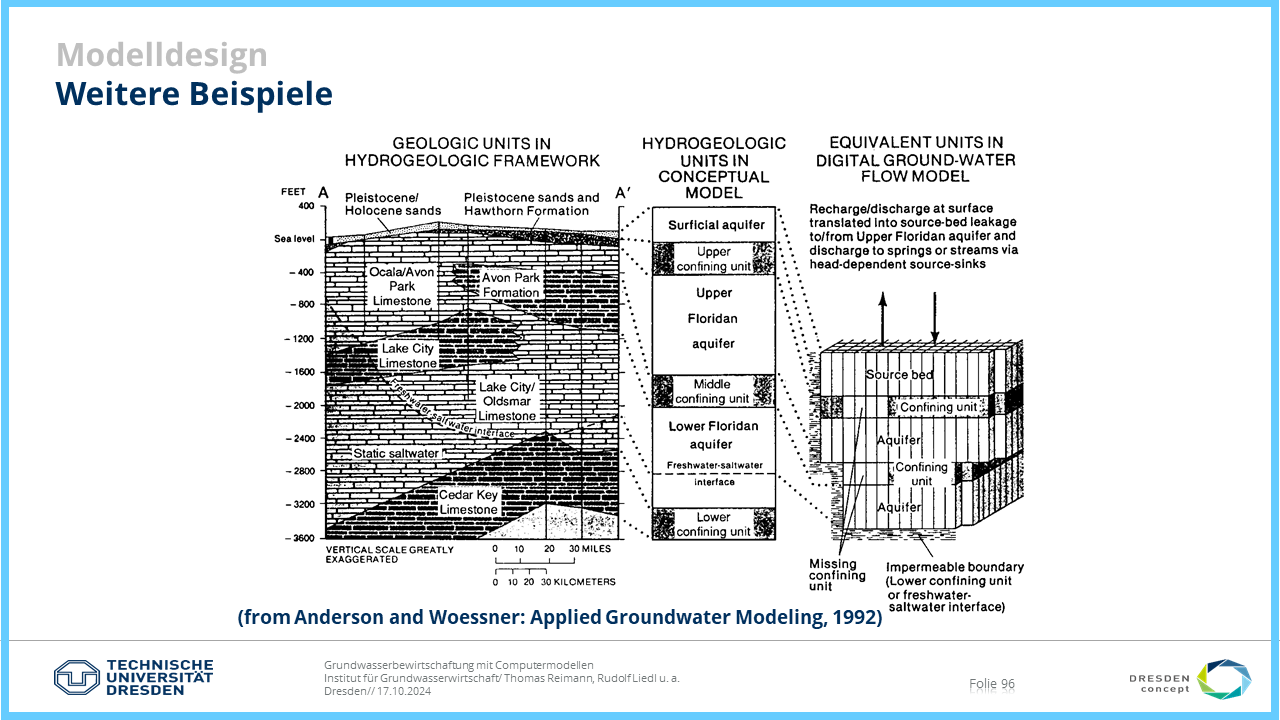 Modelldesign
Weitere Beispiele
GEOLOGIC UNITS IN
HYDROGEOLOGIC FRAMEWORK
HYDROGEOLOGIC
UNITS IN
CONCEPTUAL
MODEL
EQUIVALENT UNITS IN
DIGITAL GROUND-WATER
FLOW MODEL
FEET A A′
Pleistocene/
Holocene sands
Pleistocene sands and
Hawthorn Formation
400
Sea level
– 400
– 800
– 1200
– 1600
– 2000
– 2400
– 2800
– 3200
– 3600
Ocala/Avon
Park
Limestone
Avon Park
Formation
Lake City
Limestone
Lake City/
Oldsmar
Limestone
Freshwater saltwater interface
Static saltwater
Cedar Key
Limestone
VERTICAL SCALE GREATLY
EXAGGERATED
0 10 20 30 MILES
0 10 20 30 KILOMETERS
Surficial aquifer
Upper
confining unit
Upper
Floridan
aquifer
Middle
confining unit
Lower Floridan
aquifer
Freshwater-saltwater
interface
Lower
confining unit
Recharge/discharge at surface
translated into source-bed leakage
to/from Upper Floridan aquifer and
discharge to springs or streams via
head-dependent source-sinks
Source bed
Confining unit
Aquifer
Confining
unit
Aquifer
Missing
confining
unit
Impermeable boundary
(Lower confining unit
or freshwater-
saltwater interface)
(from Anderson and Woessner: Applied Groundwater Modeling, 1992)
TECHNISCHE
UNIVERSITÄT
DRESDEN
Grundwasserbewirtschaftung mit Computermodellen
Institut für Grundwasserwirtschaft/ Thomas Reimann, Rudolf Liedl u. a.
Dresden// 17.10.2024
Folie 96
DRESDEN
concept